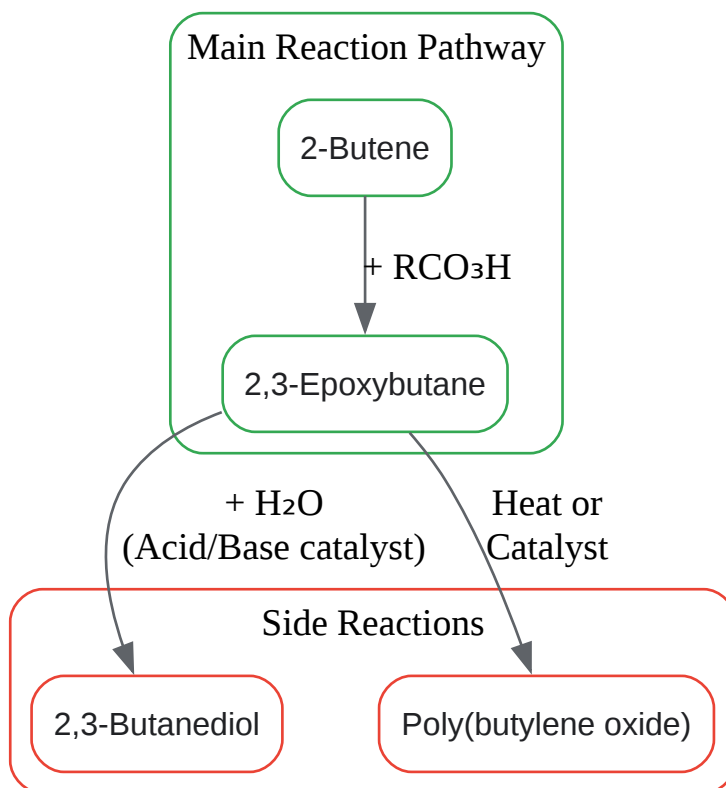 Main Reaction Pathway
2-Butene
+ RCO₃H
2,3-Epoxybutane
+ H₂O
(Acid/Base catalyst)
Heat or
Catalyst
Side Reactions
2,3-Butanediol
Poly(butylene oxide)